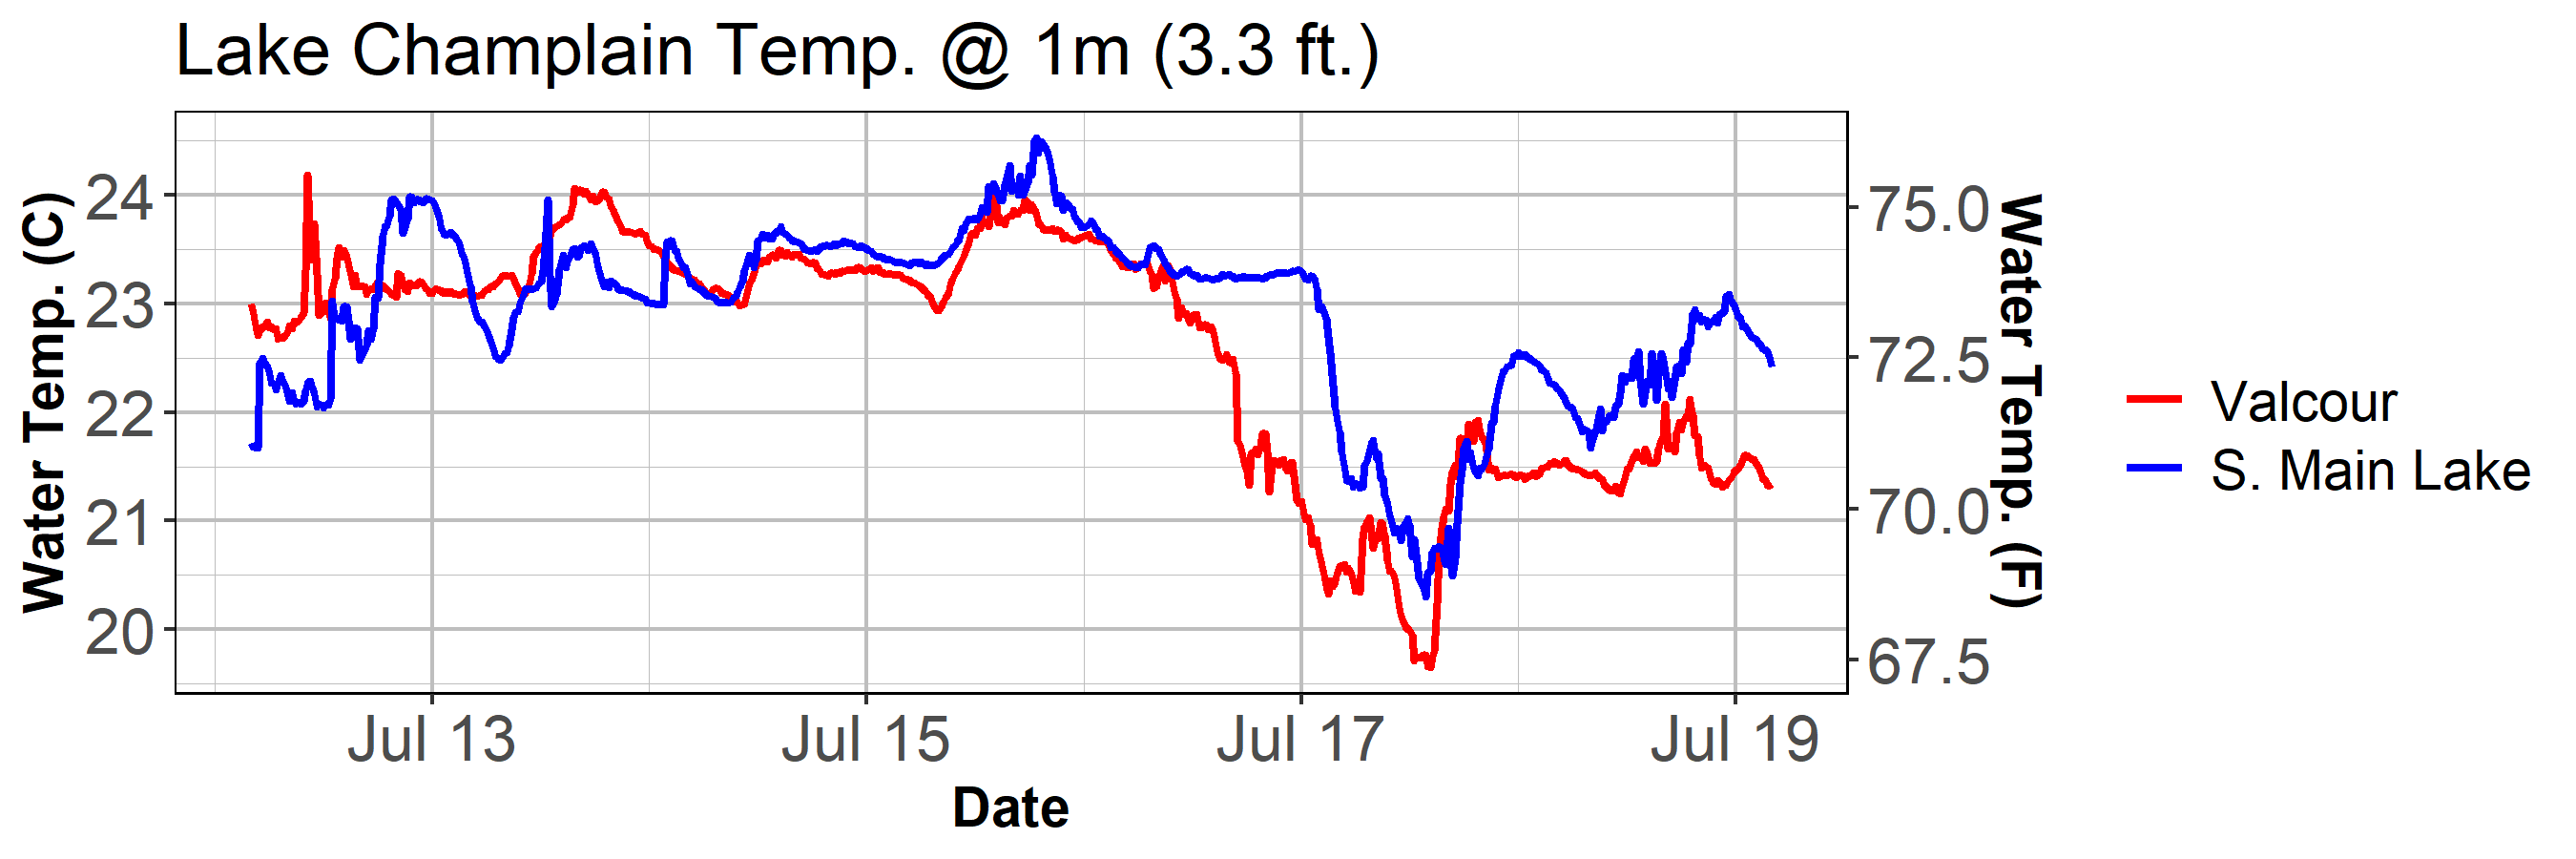 Lake Champlain Temp. @ 1m (3.3 ft.)
Water Temp. (C)
24
23
22
21
20
75.0
72.5
70.0
67.5
Water Temp. (F)
Jul 13
Jul 15
Jul 17
Jul 19
Date
Valcour
S. Main Lake